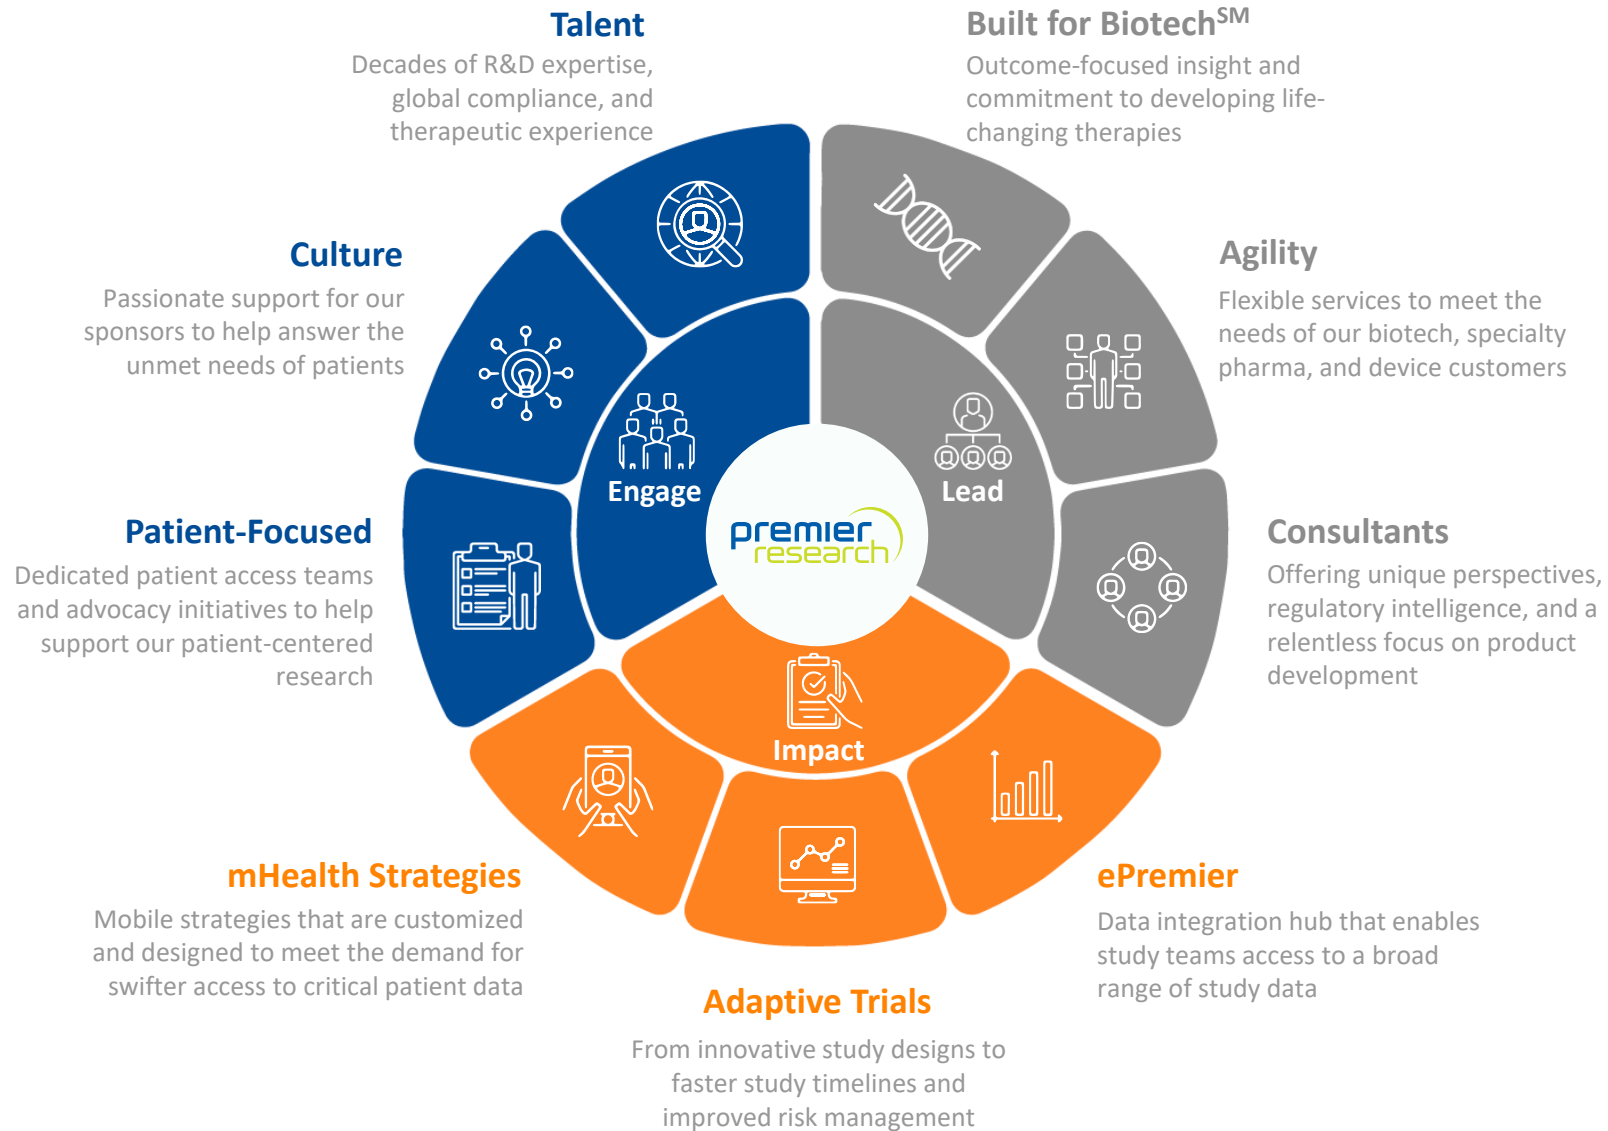 Talent
Decades of R&D expertise,
global compliance, and
therapeutic experience
Built for Biotech℠
Outcome-focused insight and
commitment to developing life-
changing therapies
Culture
Passionate support for our
sponsors to help answer the
unmet needs of patients
Agility
Flexible services to meet the
needs of our biotech, specialty
pharma, and device customers
Engage
Lead
premier
research
Patient-Focused
Dedicated patient access teams
and advocacy initiatives to help
support our patient-centered
research
Consultants
Offering unique perspectives,
regulatory intelligence, and a
relentless focus on product
development
Impact
mHealth Strategies
Mobile strategies that are customized
and designed to meet the demand for
swifter access to critical patient data
ePremier
Data integration hub that enables
study teams access to a broad
range of study data
Adaptive Trials
From innovative study designs to
faster study timelines and
improved risk management